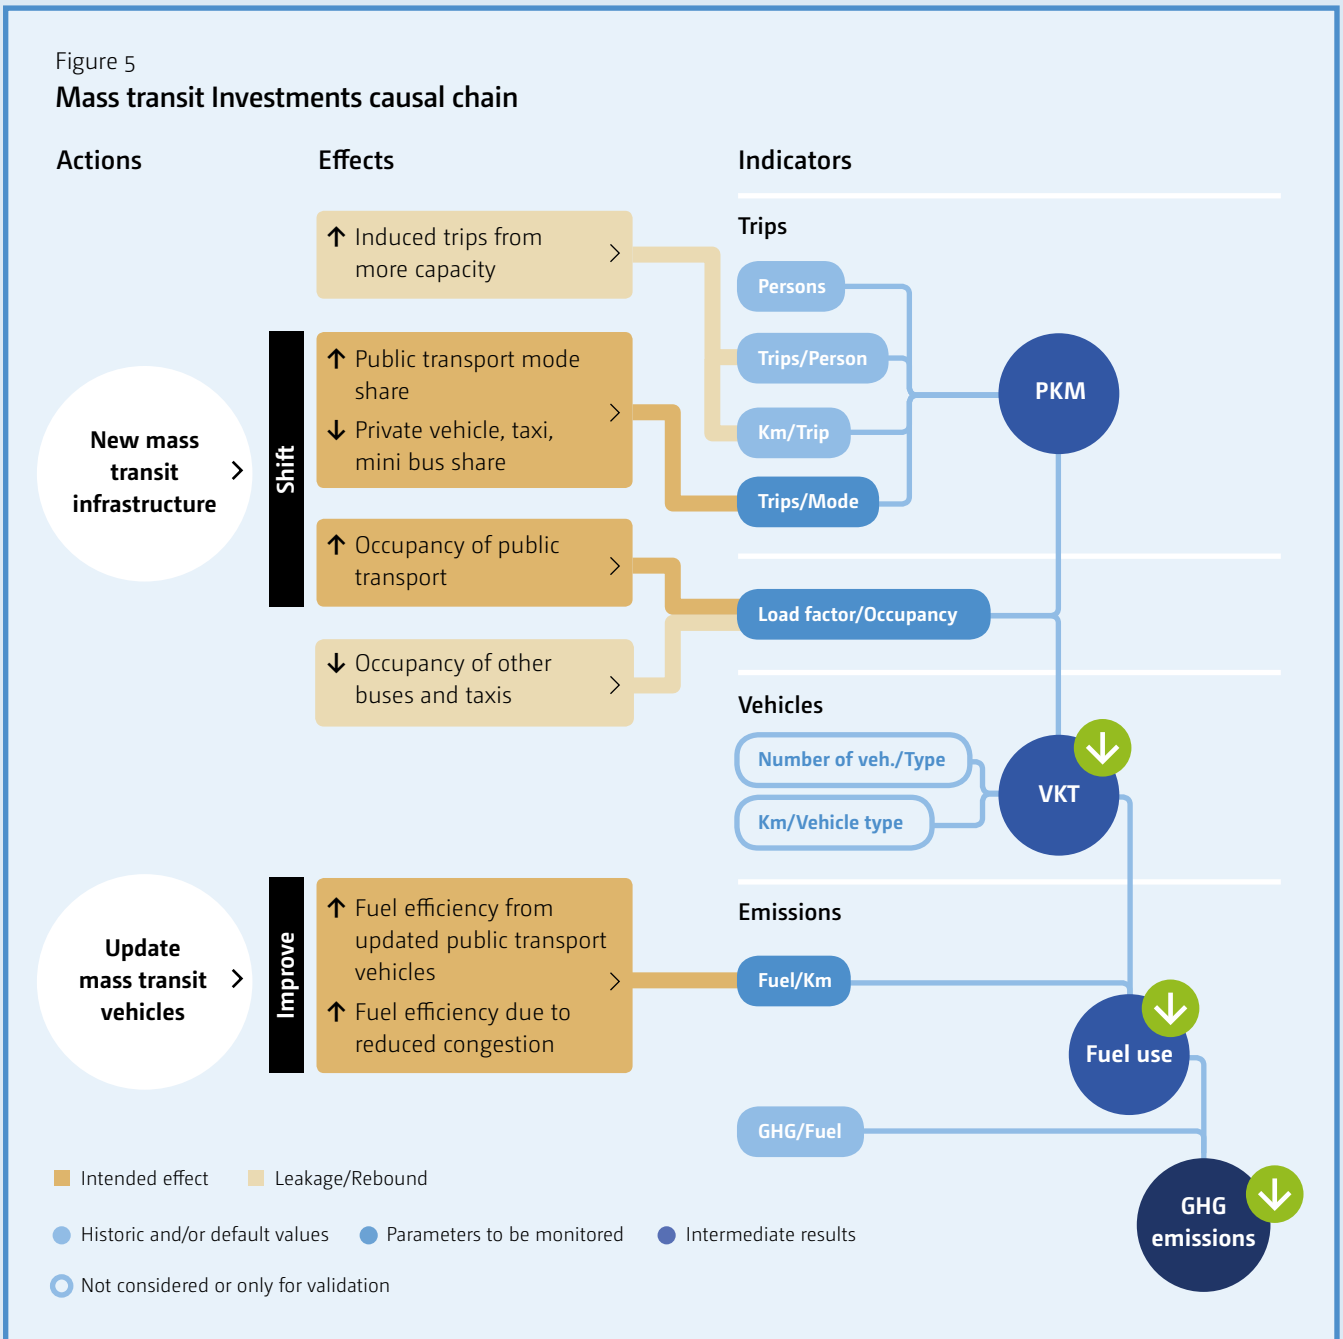 Figure 5
Mass transit Investments causal chain
Actions
Effects
Indicators
New mass
transit
infrastructure
Shift
↑ Induced trips from
more capacity
↑ Public transport mode
share
↓ Private vehicle, taxi,
mini bus share
↑ Occupancy of public
transport
↓ Occupancy of other
buses and taxis
Trips
Persons
Trips/Person
Km/Trip
Trips/Mode
PKM
Load factor/Occupancy
Vehicles
Number of veh./Type
Km/Vehicle type
VKT
Update
mass transit
vehicles
Improve
↑ Fuel efficiency from
updated public transport
vehicles
↑ Fuel efficiency due to
reduced congestion
Emissions
Fuel/Km
Fuel use
GHG/Fuel
GHG
emissions
Intended effect
Leakage/Rebound
Historic and/or default values
Parameters to be monitored
Intermediate results
Not considered or only for validation